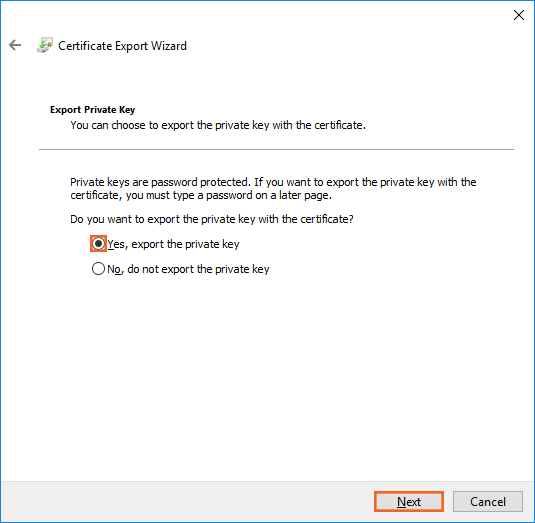 Certificate Export Wizard
Export Private Key
You can choose to export the private key with the certificate.
Private keys are password protected. If you want to export the private key with the
certificate, you must type a password on a later page.
Do you want to export the private key with the certificate?
Yes, export the private key
No, do not export the private key
Next
Cancel